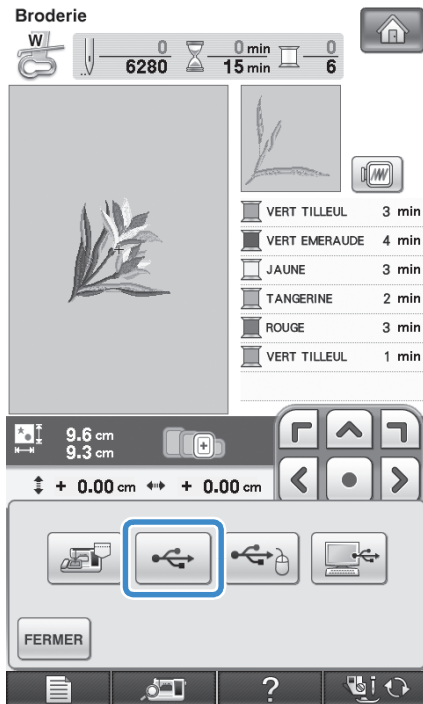 Broderie
W
0
6280
0 min
15 min
0
6
VERT TILLEUL 3 min
VERT EMERAUDE 4 min
JAUNE 3 min
TANGERINE 2 min
ROUGE 3 min
VERT TILLEUL 1 min
9.6 cm
9.3 cm
+ 0.00 cm + 0.00 cm
FERMER
?